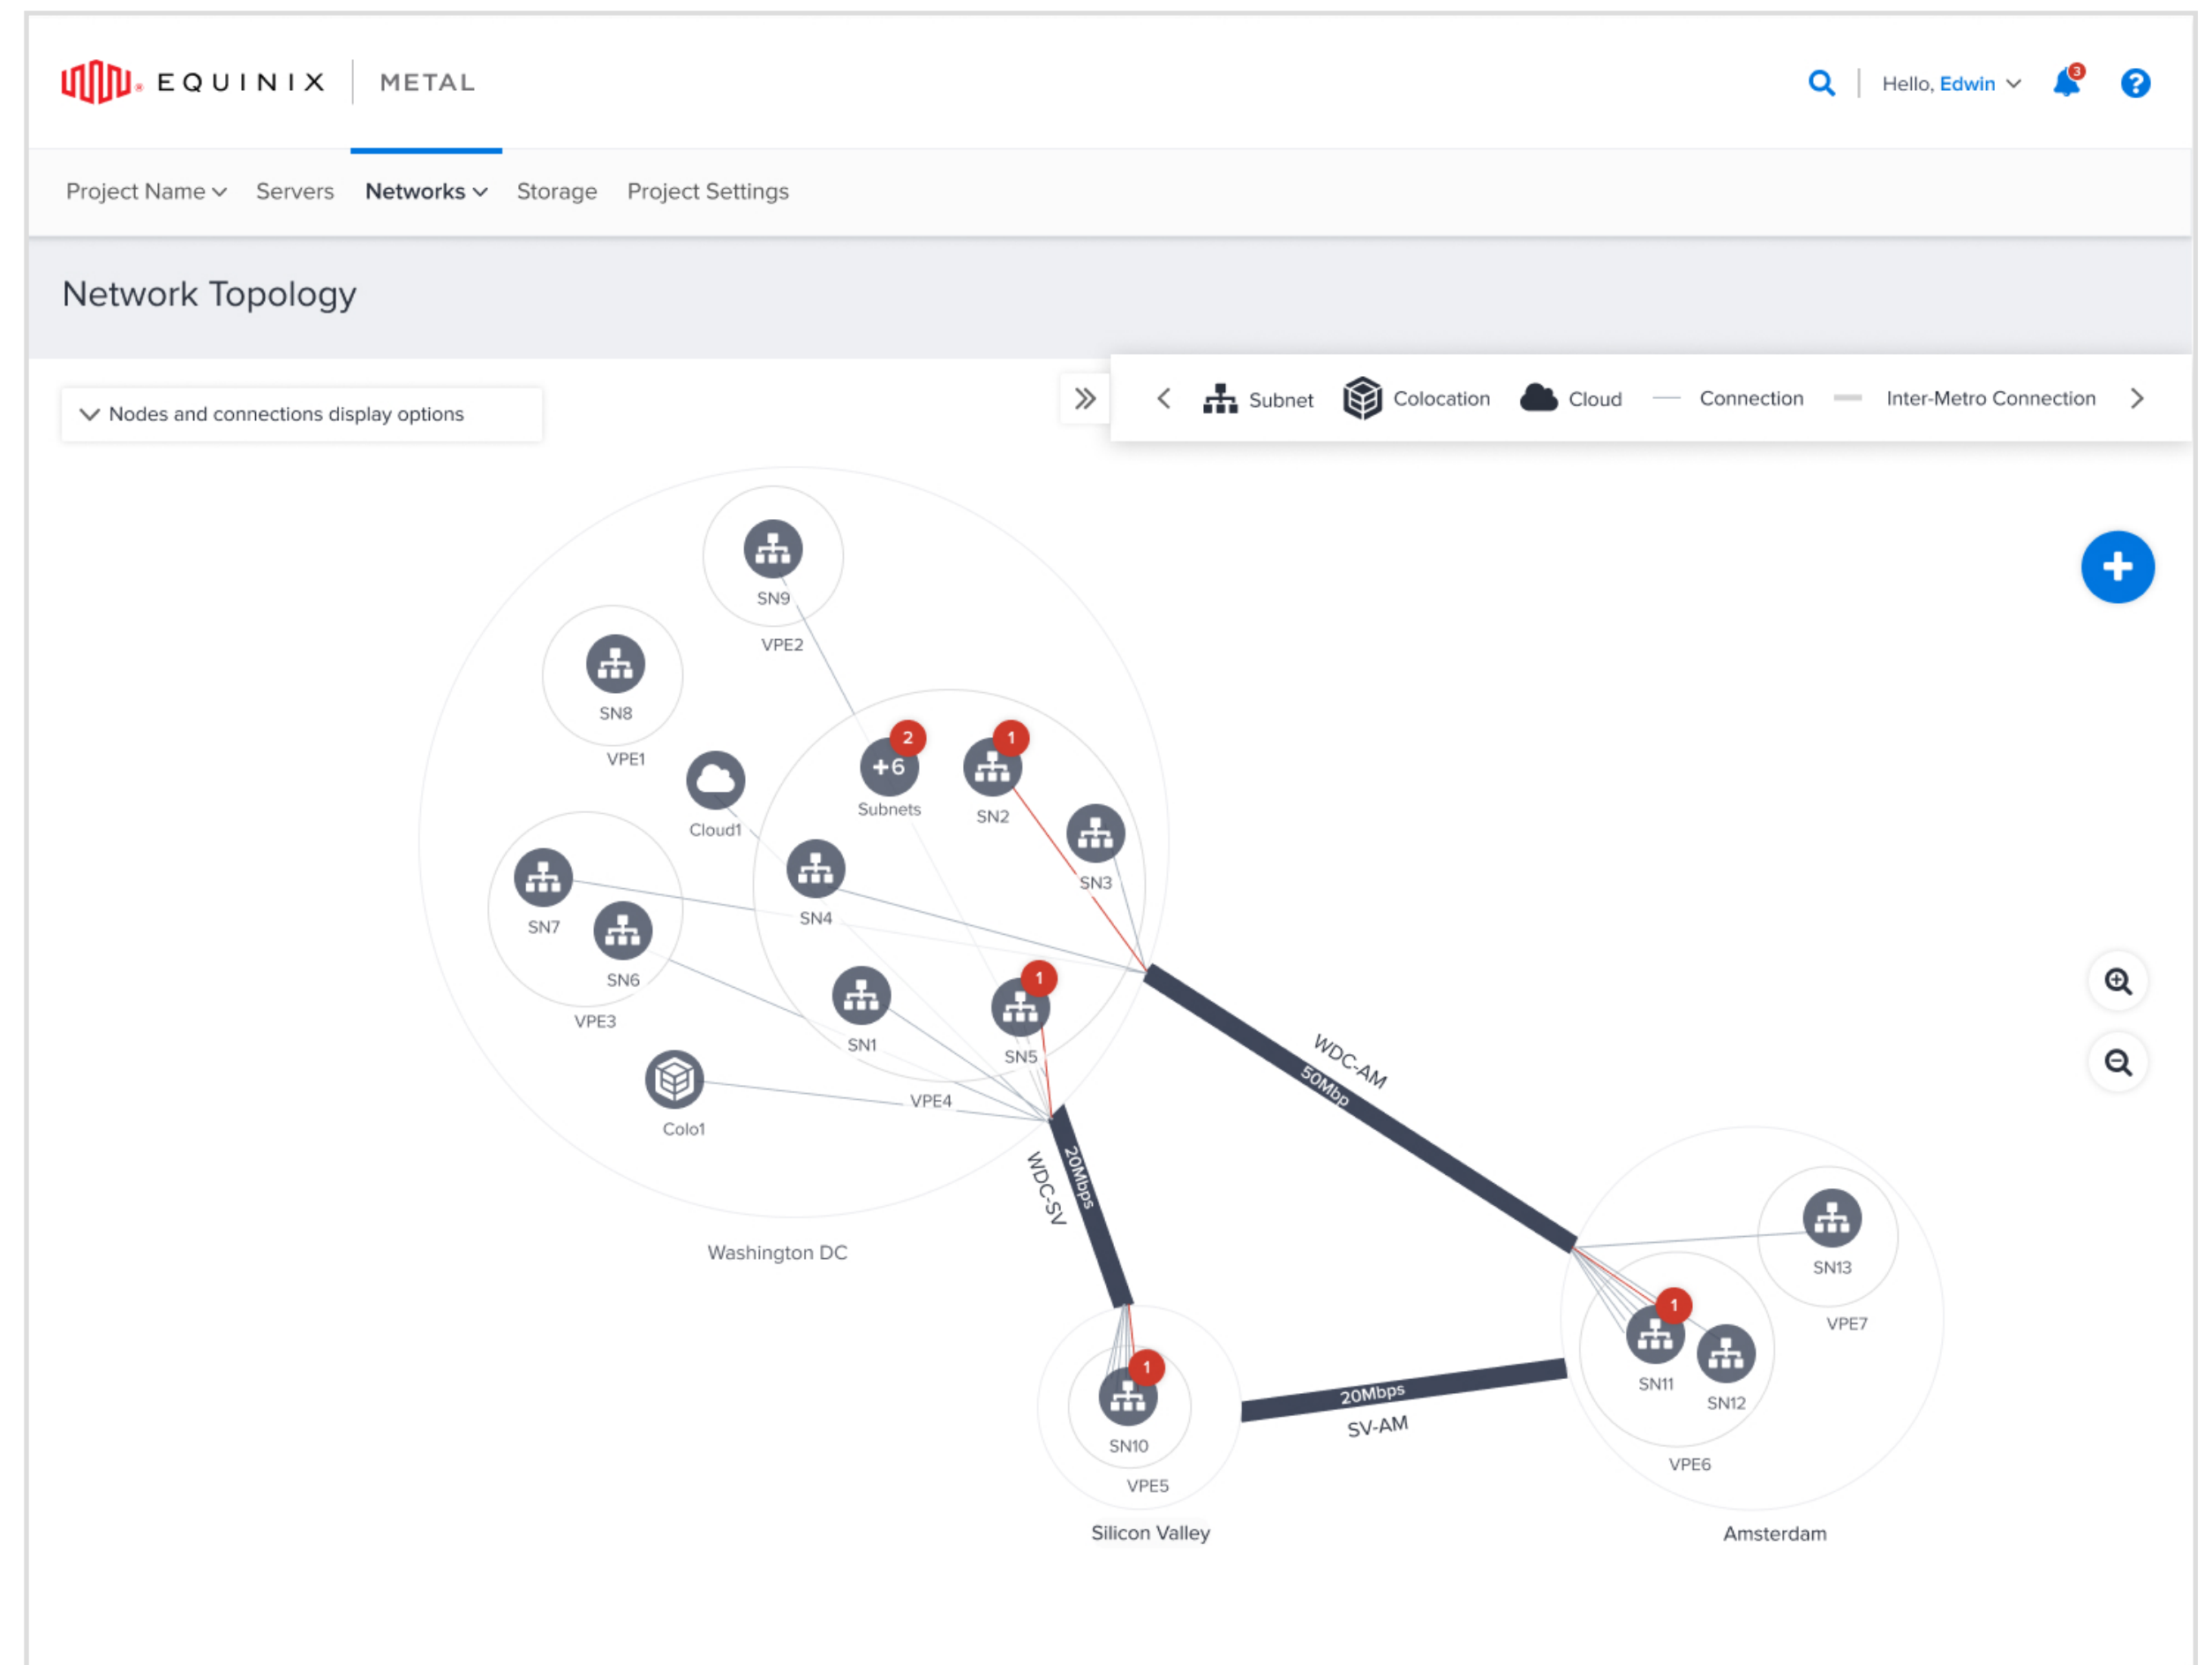 EQUINIX METAL
Hello, Edwin
3
Project Name Servers Networks Storage Project Settings
Network Topology
Nodes and connections display options
Subnet Colocation Cloud Connection Inter-Metro Connection
SN9
VPE2
SN8
VPE1
2
+6
Subnets
1
SN2
Cloud1
SN3
SN7
SN4
SN6
VPE3
1
SN1
SN5
Colo1
VPE4
WDC-AM
50Mbp
WDC-SV
20Mbps
Washington DC
SN13
VPE7
1
SN11
SN12
VPE6
1
SN10
VPE5
20Mbps
SV-AM
Silicon Valley
Amsterdam